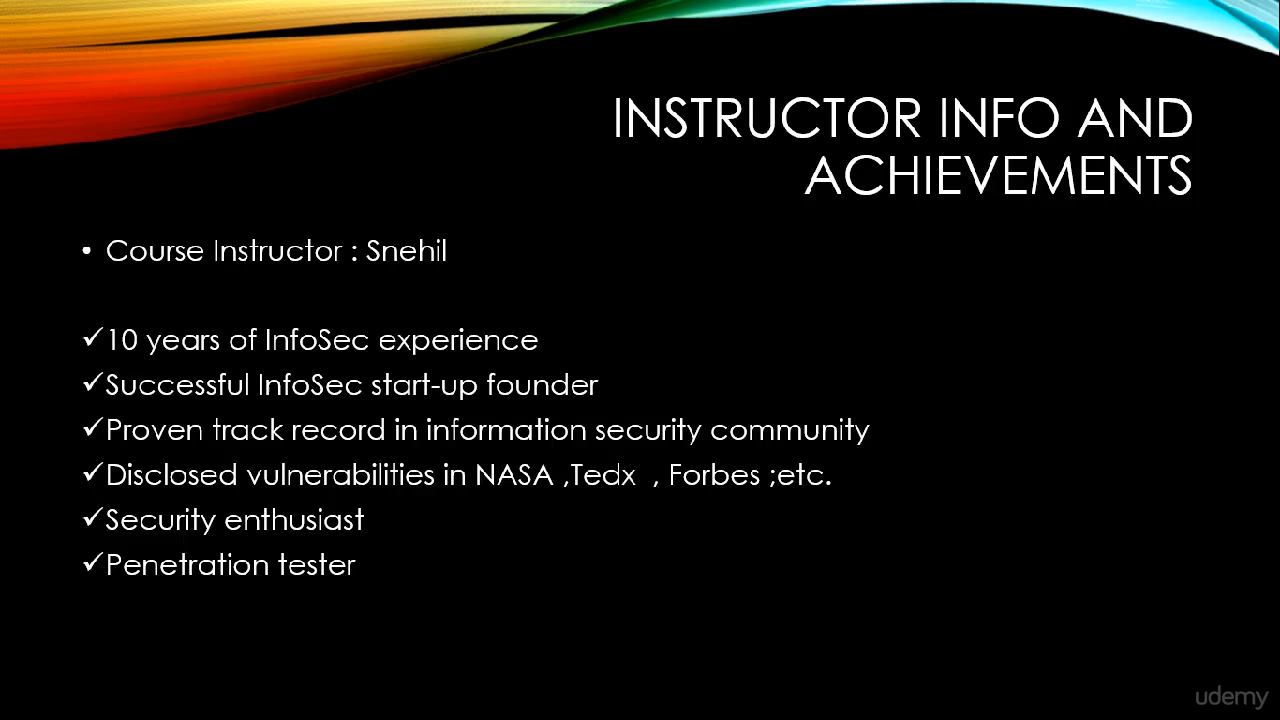 INSTRUCTOR INFO AND
ACHIEVEMENTS
• Course Instructor : Snehil
✓10 years of InfoSec experience
✓Successful InfoSec start-up founder
✓Proven track record in information security community
✓Disclosed vulnerabilities in NASA ,Tedx  , Forbes ;etc.
✓Security enthusiast
✓Penetration tester
udemy